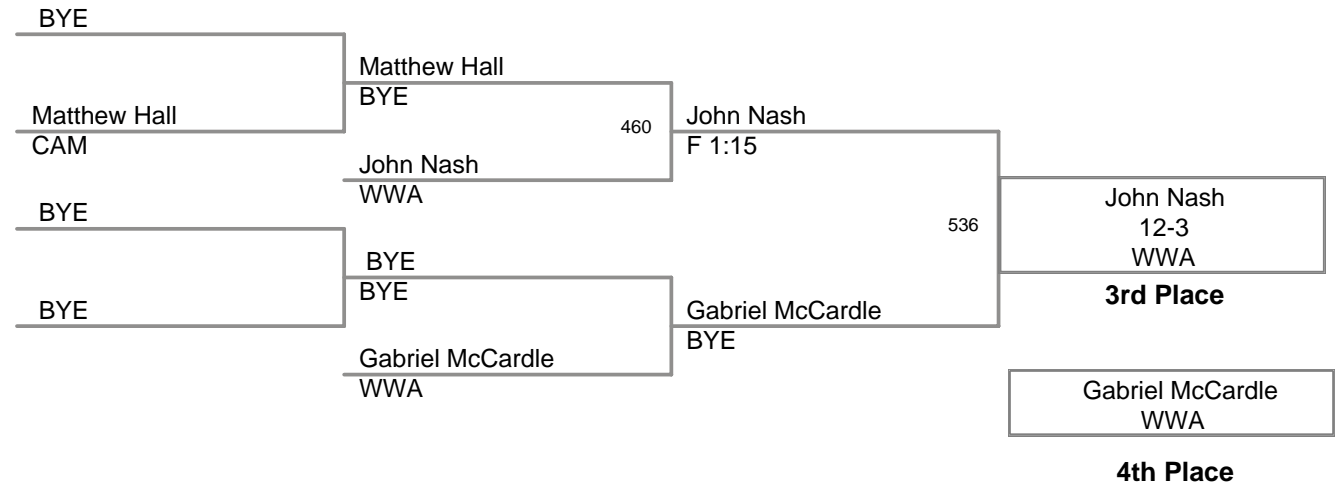 BYE
Matthew Hall
CAM
BYE
BYE
Matthew Hall
BYE
John Nash
WWA
BYE
BYE
Gabriel McCardle
WWA
460
John Nash
F 1:15
Gabriel McCardle
BYE
536
John Nash
12-3
WWA
3rd Place
Gabriel McCardle
WWA
4th Place